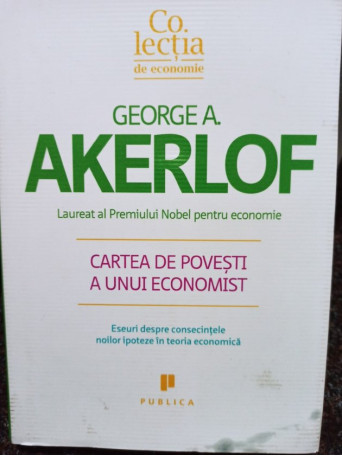 Co.
lecția
de economie
GEORGE A.
AKERLOF
Laureat al Premiului Nobel pentru economie
CARTEA DE POVEȘTI
A UNUI ECONOMIST
Eseuri despre consecințele
noilor ipoteze în teoria economică
PUBLICA